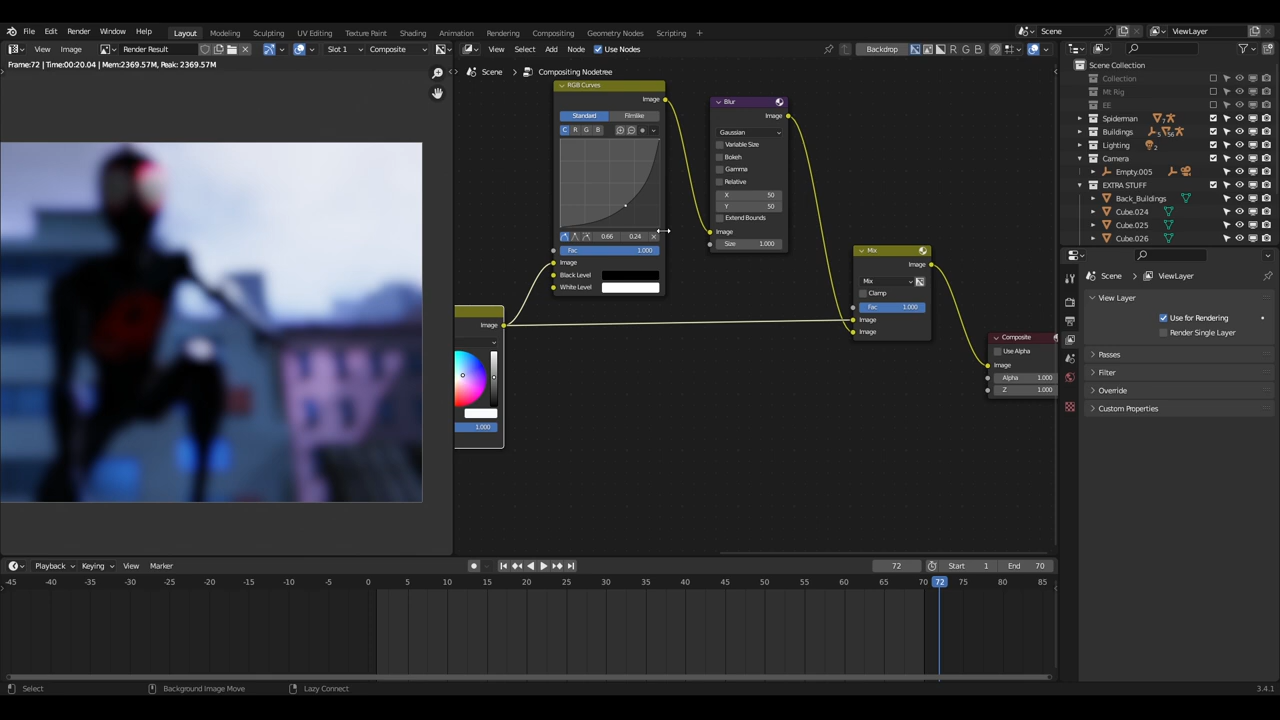 File Edit Render Window Help Layout Modeling Sculpting UV Editing Texture Paint Shading Animation Rendering Compositing Geometry Nodes Scripting Scene ViewLayer
View Image Render Result Slot 1 Composite View Select Add Node Use Nodes Backdrop R G B
Frame:72 | Time:00:20.04 | Mem:2369.57M, Peak: 2369.57M
Scene > Compositing Nodetree
RGB Curves
Image
Standard Filmlike
C R G B
0.66 0.24
Fac 1.000
Image
Black Level
White Level
Blur
Image
Gaussian
Variable Size
Bokeh
Gamma
Relative
X 50
Y 50
Extend Bounds
Image
Size 1.000
Image
1.000
Mix
Image
Mix
Clamp
Fac 1.000
Image
Image
Composite
Use Alpha
Image
Alpha 1.000
Z 1.000
Scene Collection
Collection
Mt Rig
EE
Spiderman 7
Buildings 5 56
Lighting 2
Camera
Empty.005
EXTRA STUFF
Back_Buildings
Cube.024
Cube.025
Cube.026
Scene > ViewLayer
View Layer
Use for Rendering
Render Single Layer
Passes
Filter
Override
Custom Properties
Playback Keying View Marker 72 Start 1 End 70
-45 -40 -35 -30 -25 -20 -15 -10 -5 0 5 10 15 20 25 30 35 40 45 50 55 60 65 70 72 75 80 85
Select Background Image Move Lazy Connect 3.4.1